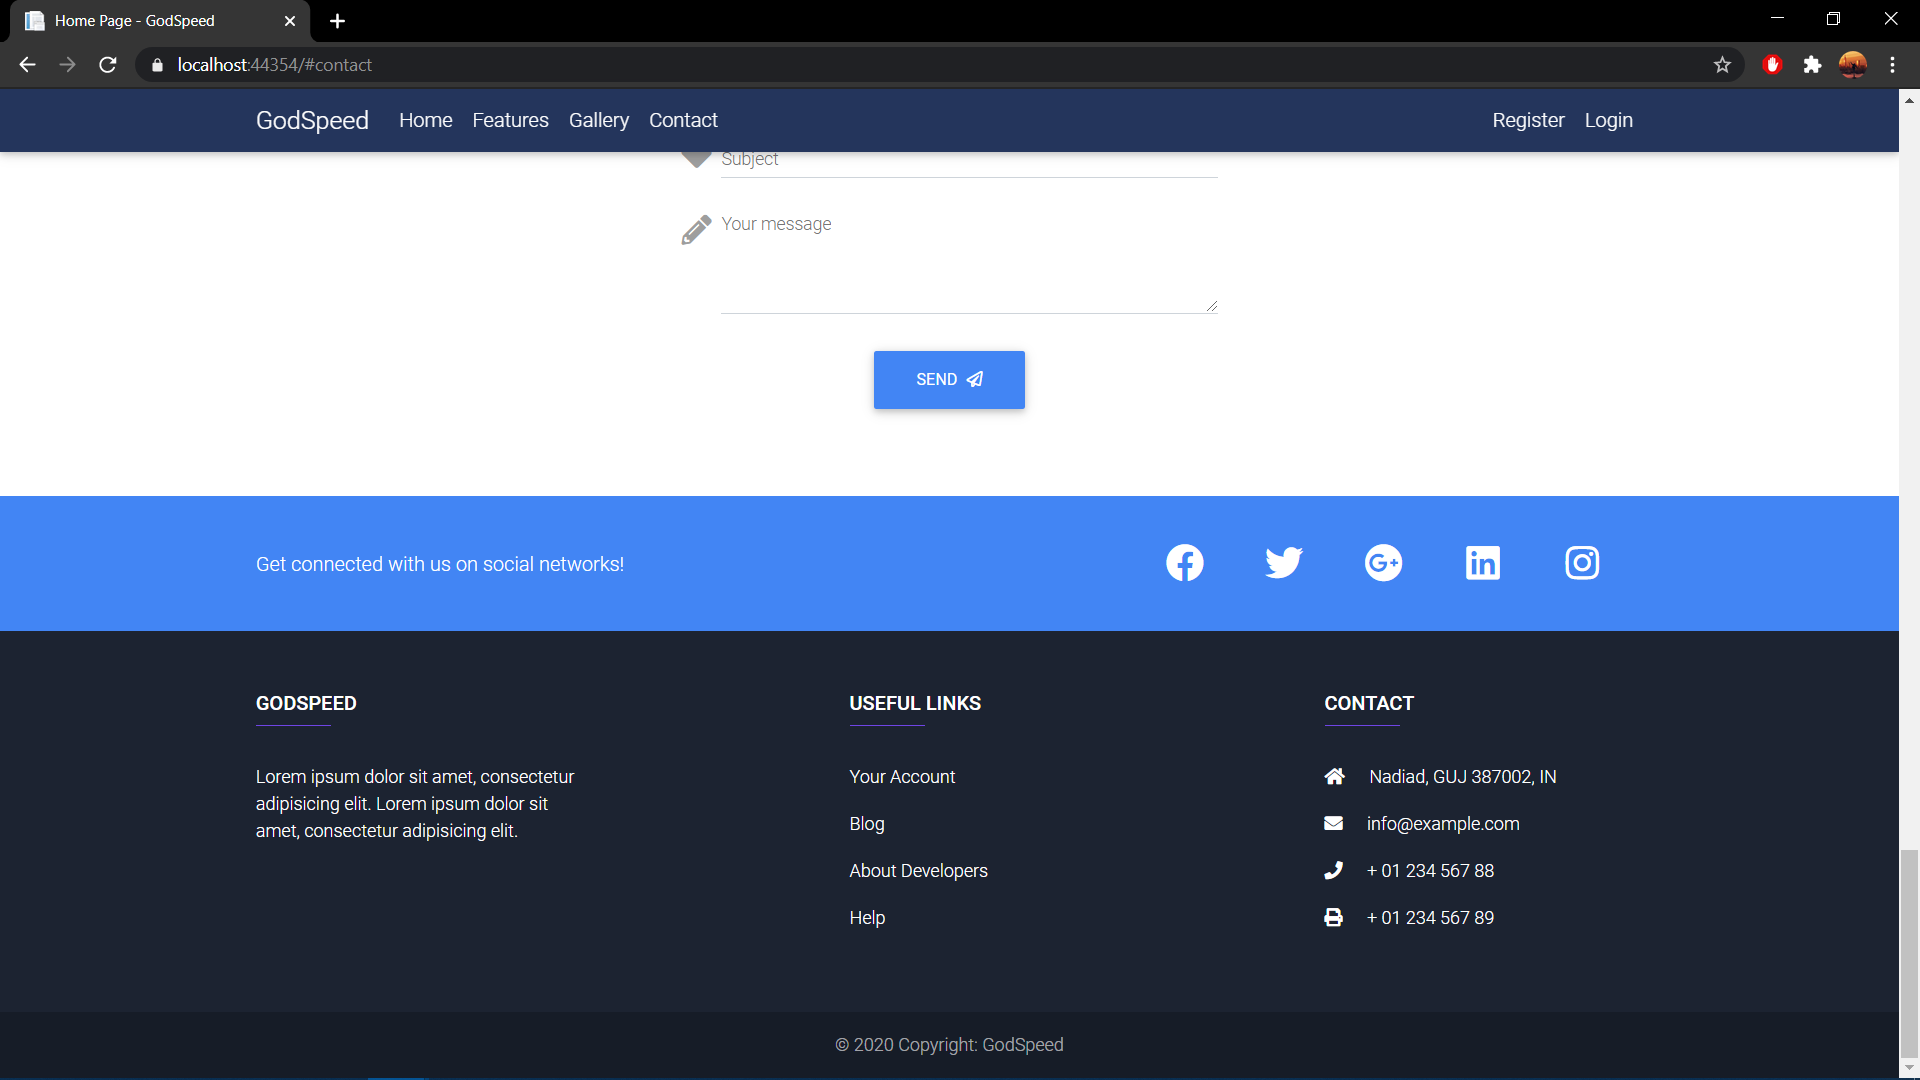 Home Page - GodSpeed
localhost:44354/#contact
GodSpeed Home Features Gallery Contact Register Login
Subject
Your message
SEND
Get connected with us on social networks!
GODSPEED
Lorem ipsum dolor sit amet, consectetur
adipisicing elit. Lorem ipsum dolor sit
amet, consectetur adipisicing elit.
USEFUL LINKS
Your Account
Blog
About Developers
Help
CONTACT
Nadiad, GUJ 387002, IN
info@example.com
+ 01 234 567 88
+ 01 234 567 89
© 2020 Copyright: GodSpeed